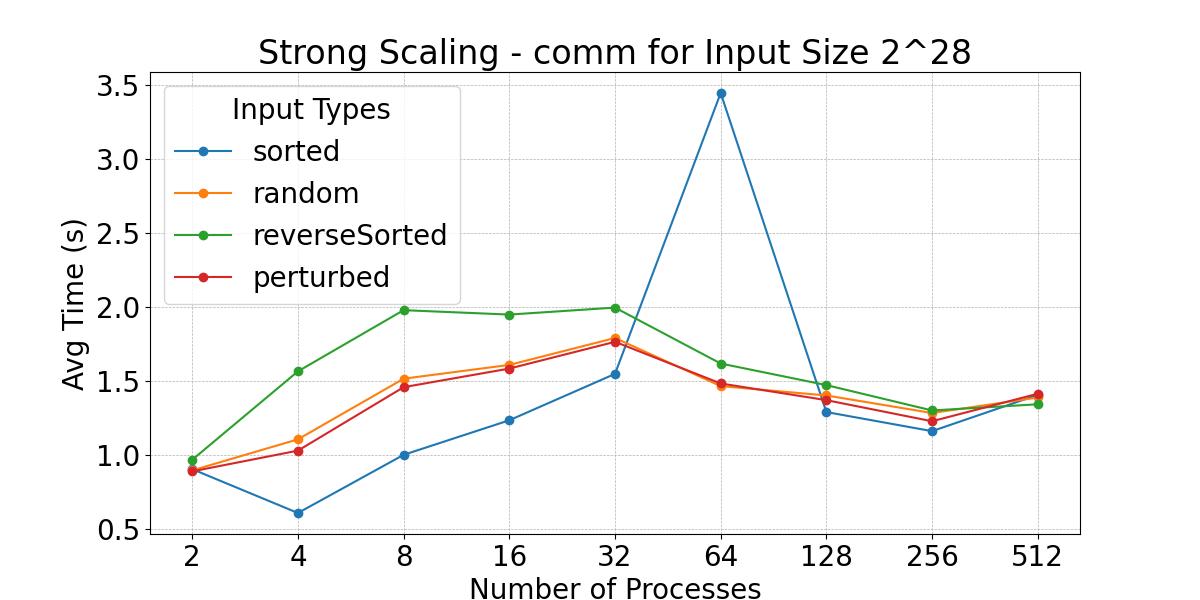 Strong Scaling - comm for Input Size 2^28
3.5
3.0
2.5
2.0
1.5
1.0
0.5
Avg Time (s)
Input Types
sorted
random
reverseSorted
perturbed
2 4 8 16 32 64 128 256 512
Number of Processes